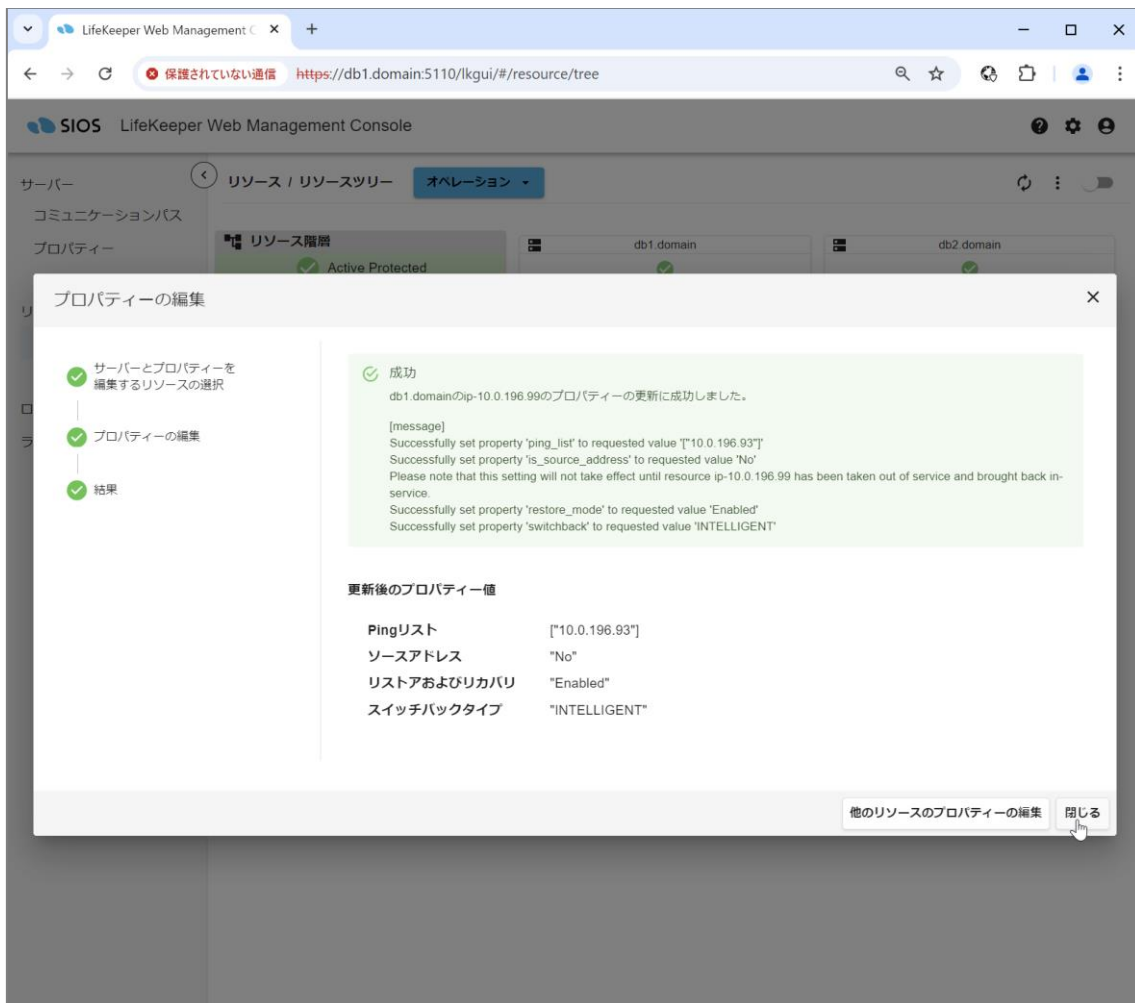 LifeKeeper Web Management C
保護されていない通信 https://db1.domain:5110/lkgui/#/resource/tree
SIOS LifeKeeper Web Management Console
サーバー
コミュニケーションパス
プロパティー
リソース / リソースツリー オペレーション
リソース階層 db1.domain db2.domain
Active Protected
リ
ロ
ラ
プロパティーの編集
サーバーとプロパティーを
編集するリソースの選択
プロパティーの編集
結果
成功
db1.domainのip-10.0.196.99のプロパティーの更新に成功しました。
[message]
Successfully set property 'ping_list' to requested value '["10.0.196.93"]'
Successfully set property 'is_source_address' to requested value 'No'
Please note that this setting will not take effect until resource ip-10.0.196.99 has been taken out of service and brought back in-
service.
Successfully set property 'restore_mode' to requested value 'Enabled'
Successfully set property 'switchback' to requested value 'INTELLIGENT'
更新後のプロパティー値
Pingリスト ["10.0.196.93"]
ソースアドレス "No"
リストアおよびリカバリ "Enabled"
スイッチバックタイプ "INTELLIGENT"
他のリソースのプロパティーの編集 閉じる